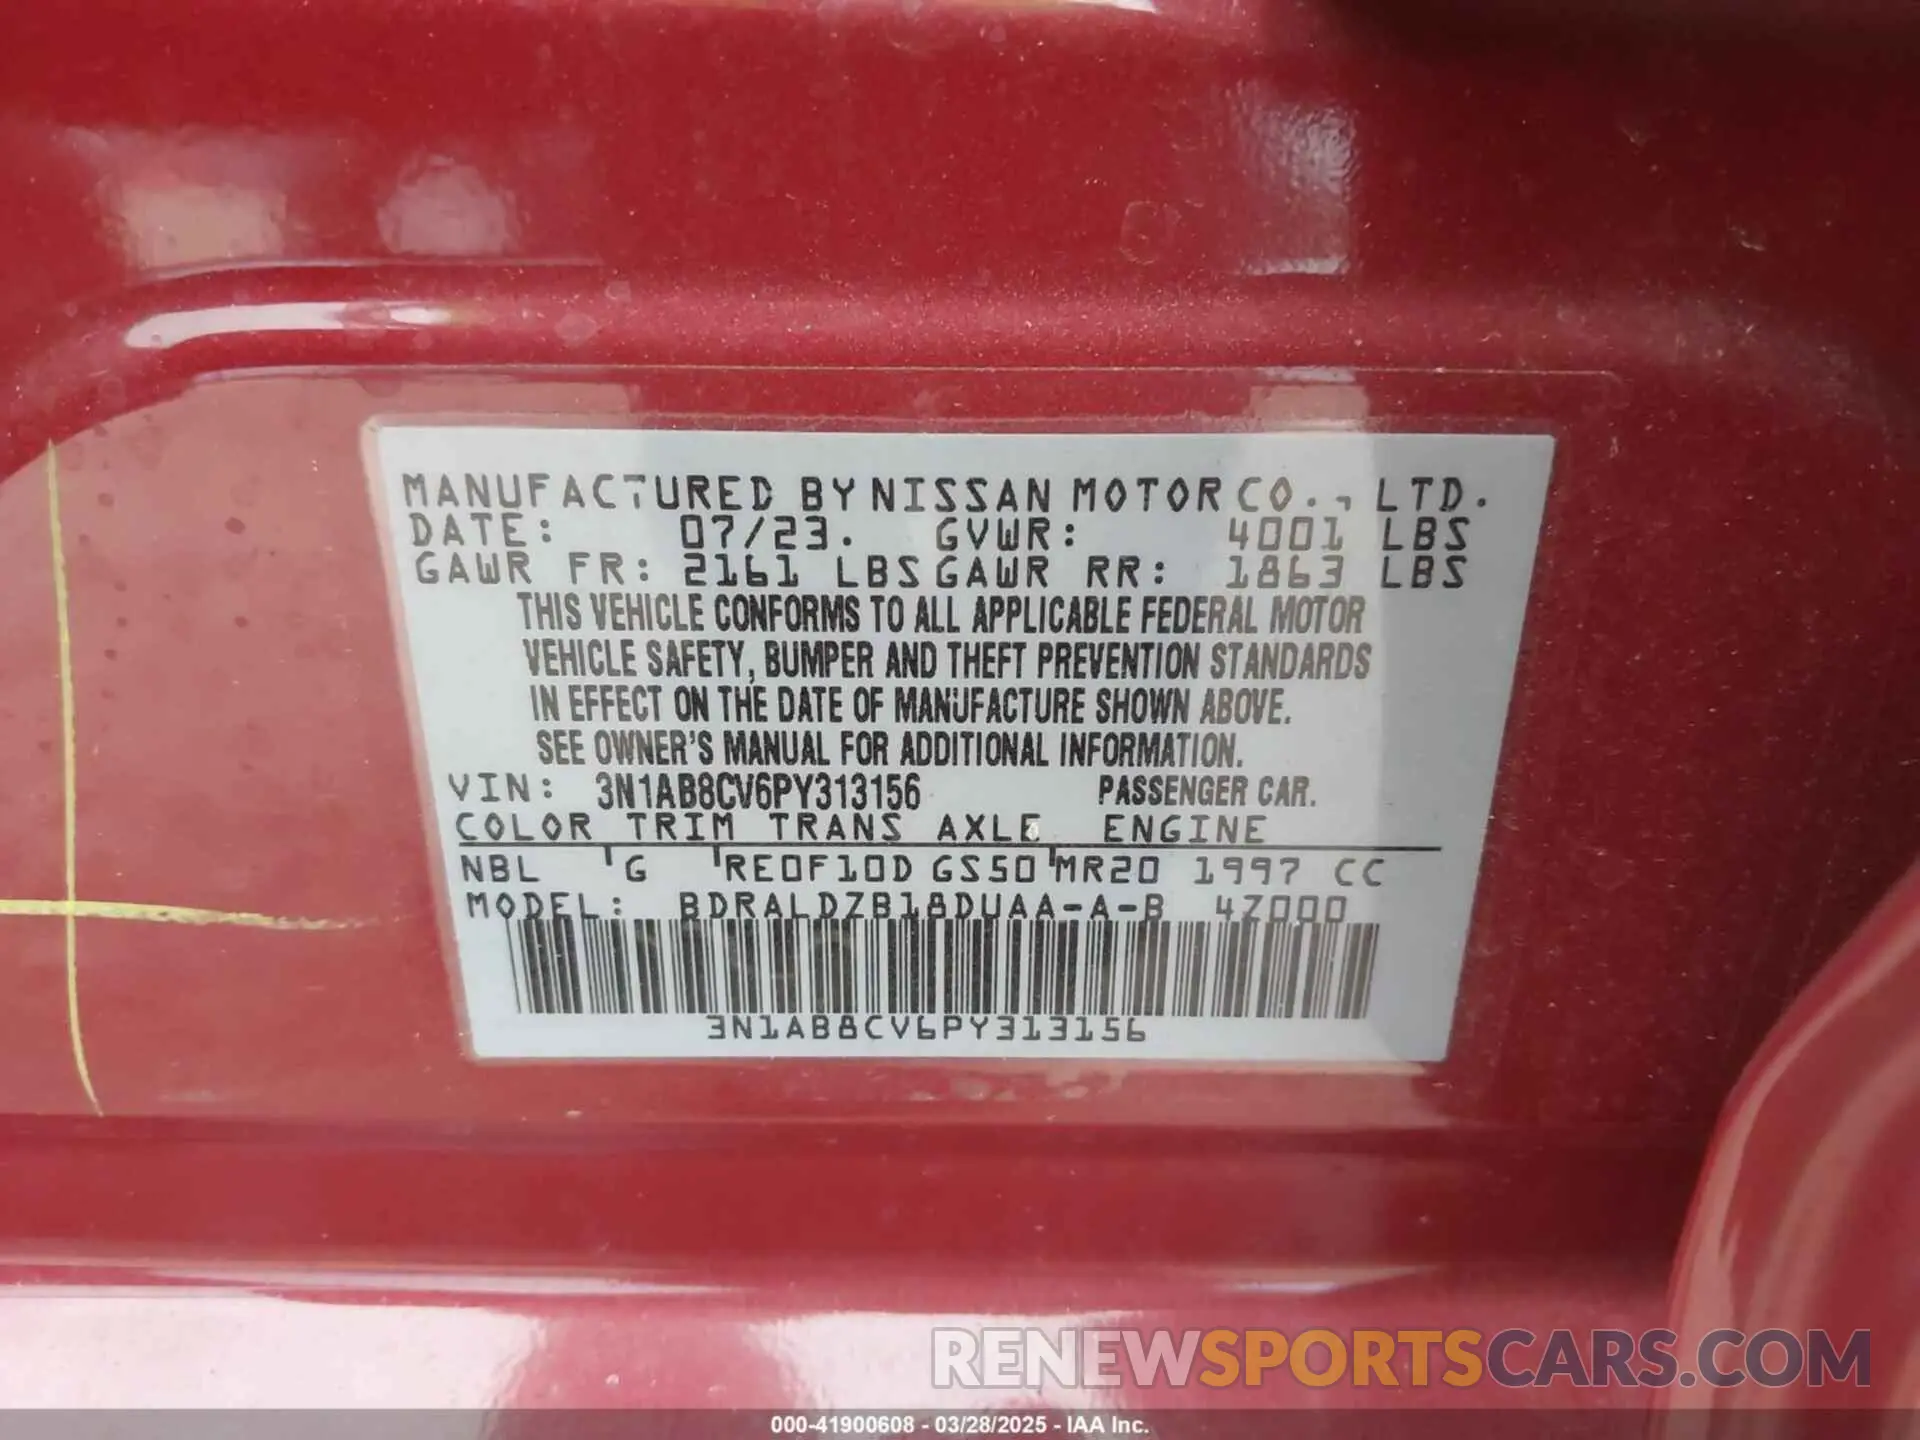 MANUFACTURED BY NISSAN MOTOR CO., LTD.
DATE: 07/23. GVWR: 4001 LBS
GAWR FR: 2161 LBS GAWR RR: 1863 LBS
THIS VEHICLE CONFORMS TO ALL APPLICABLE FEDERAL MOTOR
VEHICLE SAFETY, BUMPER AND THEFT PREVENTION STANDARDS
IN EFFECT ON THE DATE OF MANUFACTURE SHOWN ABOVE.
SEE OWNER'S MANUAL FOR ADDITIONAL INFORMATION.
VIN: 3N1AB8CV6PY313156 PASSENGER CAR.
COLOR TRIM TRANS AXLE ENGINE
NBL G RE0F10D GS50 MR20 1997 CC
MODEL: BDRALDZB18DUAA-A-B 4Z000
3N1AB8CV6PY313156
RENEWSPORTSCARS.COM
000-41900608 - 03/28/2025 - IAA Inc.